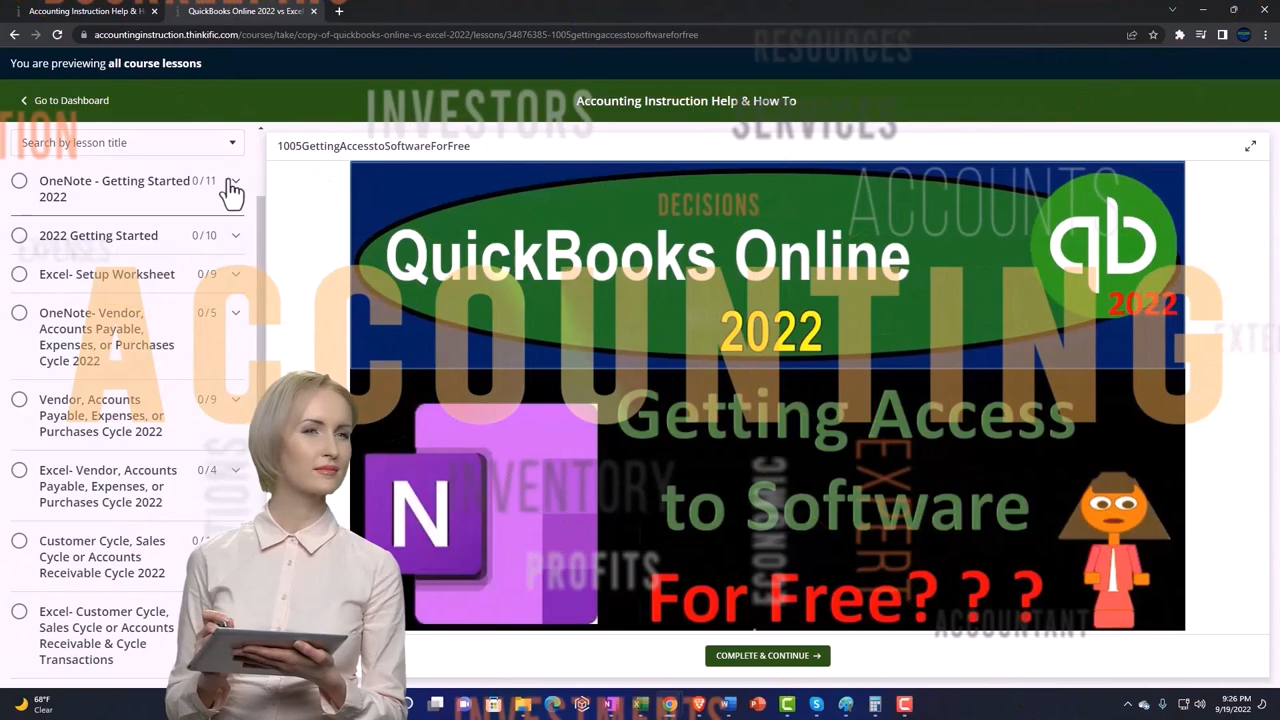 Accounting Instruction Help & H
QuickBooks Online 2022 vs Excel
accountinginstruction.thinkific.com/courses/take/copy-of-quickbooks-online-vs-excel-2022/lessons/34876385-1005gettingaccesstosoftwareforfree
You are previewing all course lessons
Go to Dashboard
Accounting Instruction Help & How To
Search by lesson title
1005GettingAccesstoSoftwareForFree
OneNote - Getting Started 0/11
2022
2022 Getting Started 0/10
Excel- Setup Worksheet 0/9
OneNote- Vendor, 0/5
Accounts Payable,
Expenses, or Purchases
Cycle 2022
Vendor, Accounts 0/9
Payable, Expenses, or
Purchases Cycle 2022
Excel- Vendor, Accounts 0/4
Payable, Expenses, or
Purchases Cycle 2022
Customer Cycle, Sales
Cycle or Accounts
Receivable Cycle 2022
Excel- Customer Cycle,
Sales Cycle or Accounts
Receivable & Cycle
Transactions
QuickBooks Online
2022
qb
2022
N
Getting Access
to Software
For Free? ? ?
COMPLETE & CONTINUE
RESOURCES
INVESTORS
SERVICES
DECISIONS
ACCOUNTS
ACCOUNTING
INVENTORY
ECONOMIC
EXPERT
PROFITS
ACCOUNTANT
68°F
Clear
9:26 PM
9/19/2022